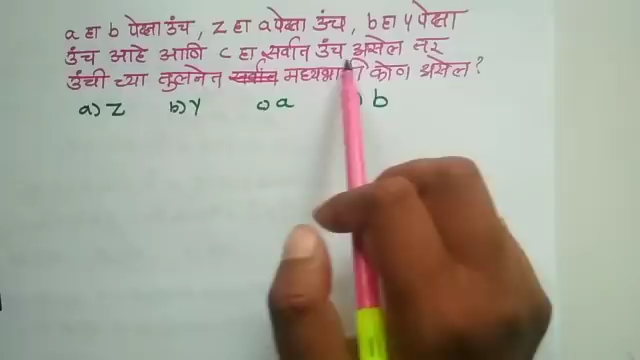 a हा b पेक्षा उंच, z हा a पेक्षा उंच, b हा y पेक्षा
उंच आहे आणि c हा सर्वात उंच असेल तर
उंची च्या तुलनेत मध्यभागी कोण असेल?
a) z b) y c) a b